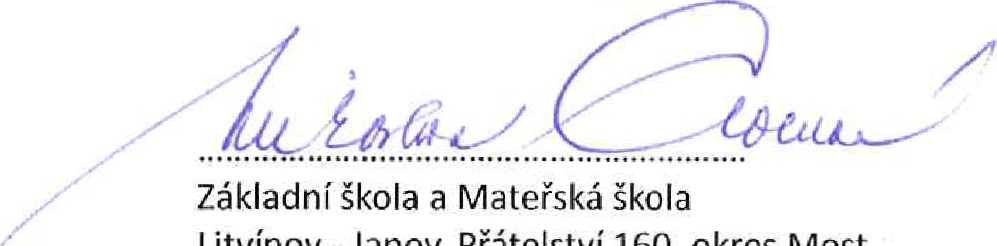 Základní škola a Mateřská škola
Litvínov - Janov, Přátelství 160, okres Most